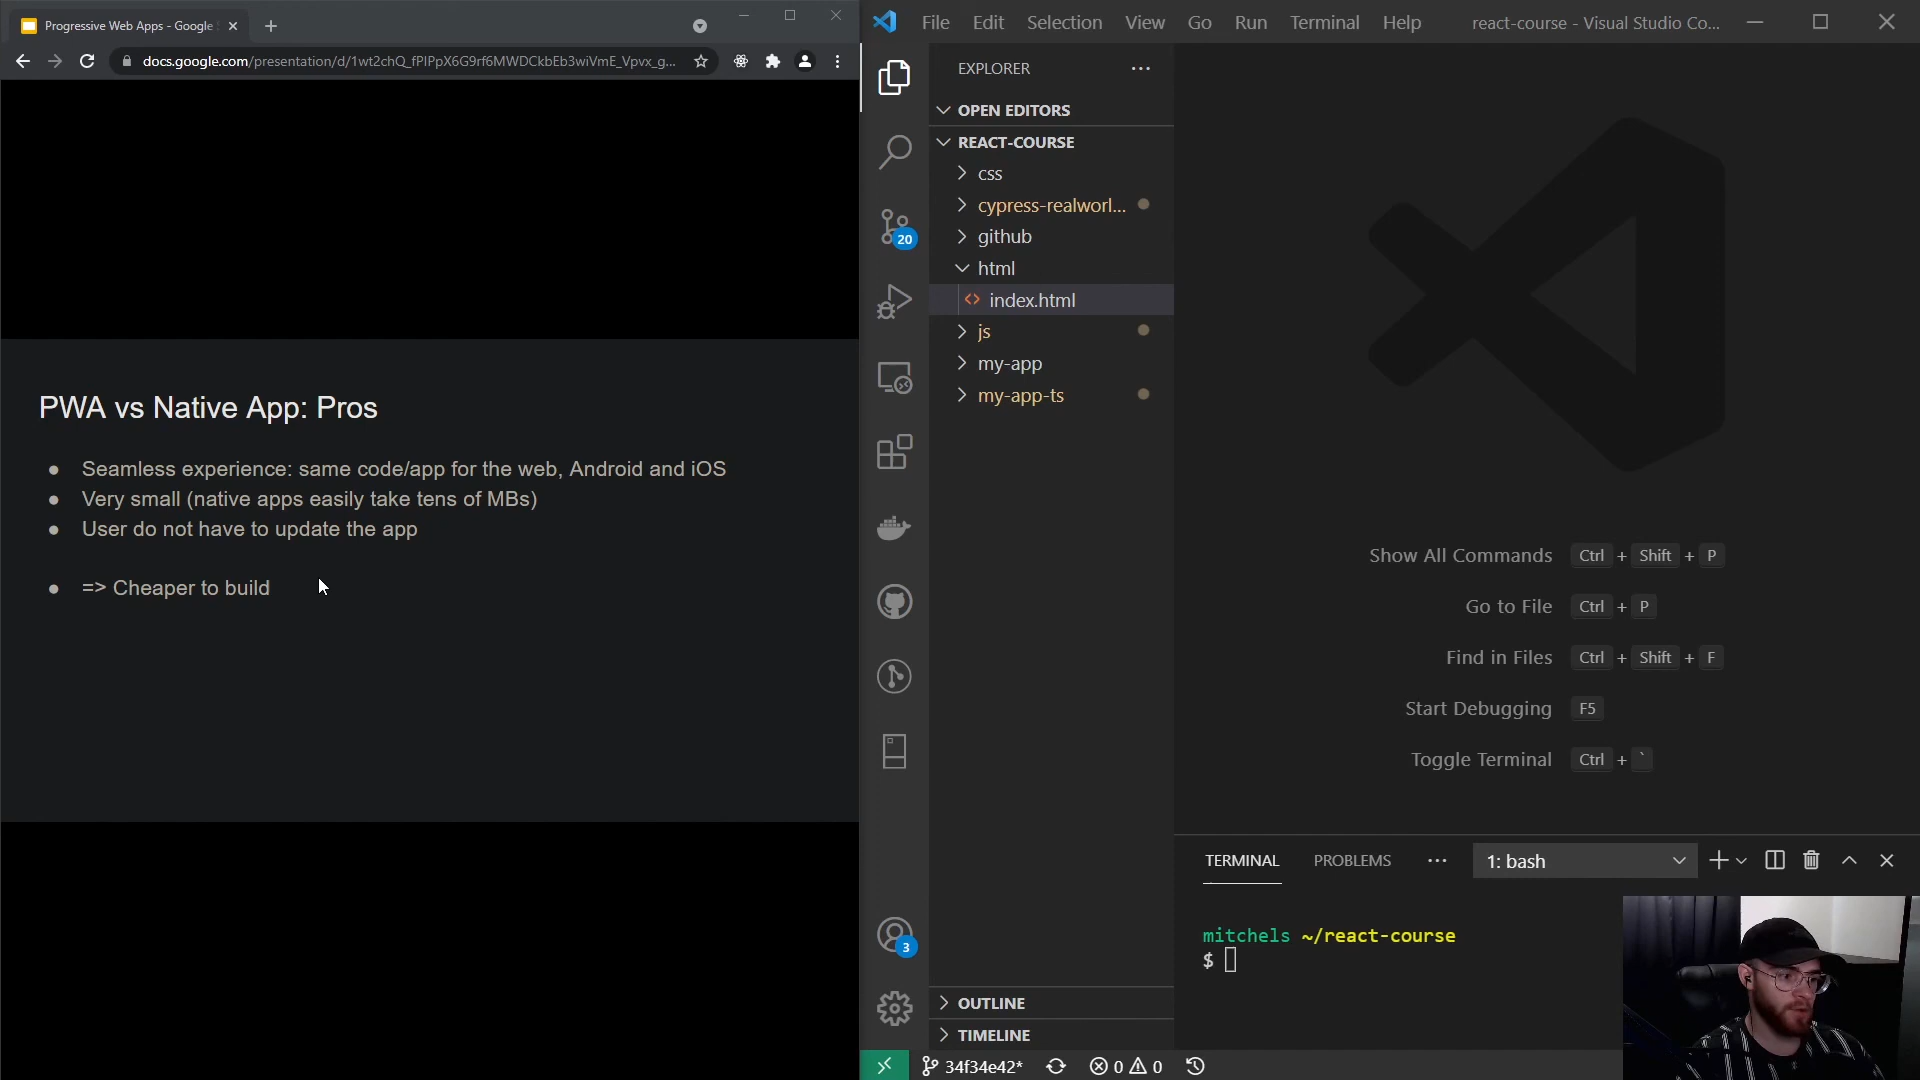 Progressive Web Apps - Google
docs.google.com/presentation/d/1wt2chQ_fPlPpX6G9rf6MWDCkbEb3wiVmE_Vpvx_g...
PWA vs Native App: Pros
● Seamless experience: same code/app for the web, Android and iOS
● Very small (native apps easily take tens of MBs)
● User do not have to update the app
● => Cheaper to build
File Edit Selection View Go Run Terminal Help react-course - Visual Studio Co...
EXPLORER
OPEN EDITORS
REACT-COURSE
css
cypress-realworl...
github
html
<> index.html
js
my-app
my-app-ts
OUTLINE
TIMELINE
20
3
Show All Commands Ctrl + Shift + P
Go to File Ctrl + P
Find in Files Ctrl + Shift + F
Start Debugging F5
Toggle Terminal Ctrl + `
TERMINAL PROBLEMS ... 1: bash
mitchels ~/react-course
$
34f34e42* 0 0